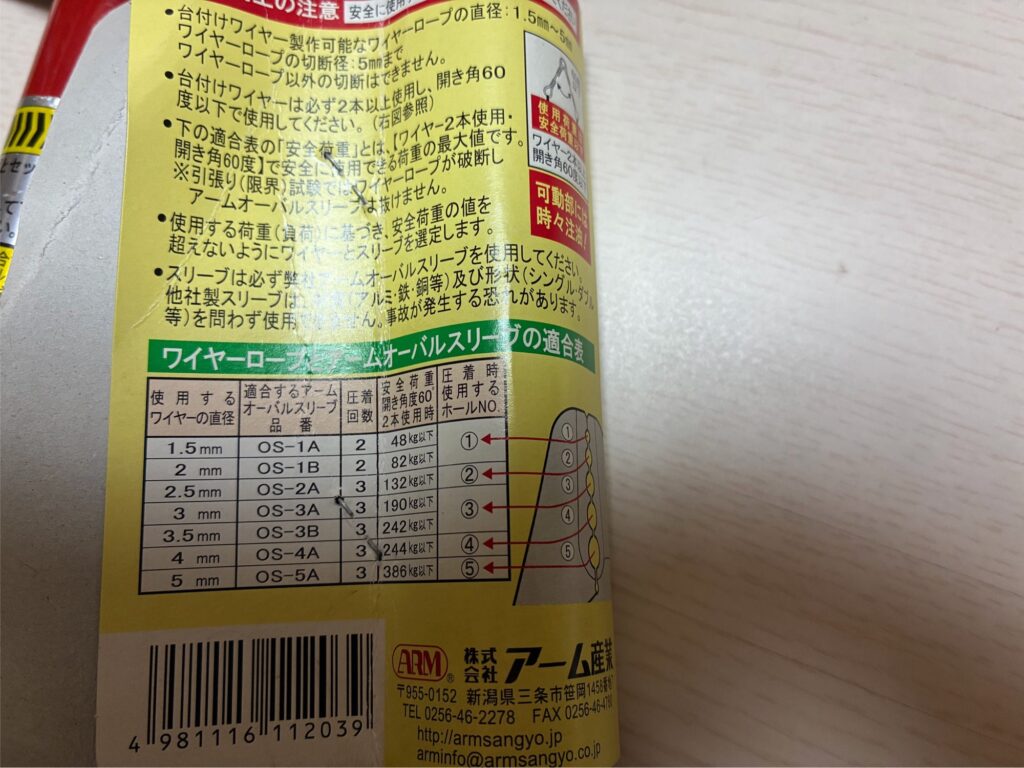 上の注意
台付けワイヤー製作可能なワイヤーロープの直径：1.5㎜～5㎜
ワイヤーロープの切断径：5㎜まで
ワイヤーロープ以外の切断はできません。
●台付けワイヤーは必ず2本以上使用し、開き角60
度以下で使用してください。（右図参照）
●下の適合表の「安全荷重」とは、【ワイヤー2本使用・
開き角60度】で安全に使用できる荷重の最大値です。
※引張り（限界）試験ではワイヤーロープが破断し
アームオーバルスリーブは抜けません。
●使用する荷重（負荷）に基づき、安全荷重の値を
超えないようにワイヤーとスリーブを選定します。
●スリーブは必ず弊社アームオーバルスリーブを使用してください。
他社製スリーブは、（アルミ・鉄・銅等）及び形状（シングル・ダブル
等）を問わず使用できません。事故が発生する恐れがあります。
ワイヤー2本
開き角60度
可動部には
時々注油！
ワイヤーロープとアームオーバルスリーブの適合表
使用する ワイヤーの直径 適合するアーム オーバルスリーブ 品番 圧着 回数 安全荷重 開き角度60° 2本使用時 圧着時 使用する ホールNO.
1.5mm OS-1A 2 48kg以下 ①
2mm OS-1B 2 82kg以下
2.5mm OS-2A 3 132kg以下 ②
3mm OS-3A 3 190kg以下 ③
3.5mm OS-3B 3 242kg以下
4mm OS-4A 3 244kg以下 ④
5mm OS-5A 3 386kg以下 ⑤
①
②
③
④
⑤
4 981116 112039
ARM® 株式会社 アーム産業
〒955-0152 新潟県三条市笹岡1456番地
TEL 0256-46-2278 FAX 0256-46-
http://armsangyo.co.jp
arminfo@armsangyo.co.jp